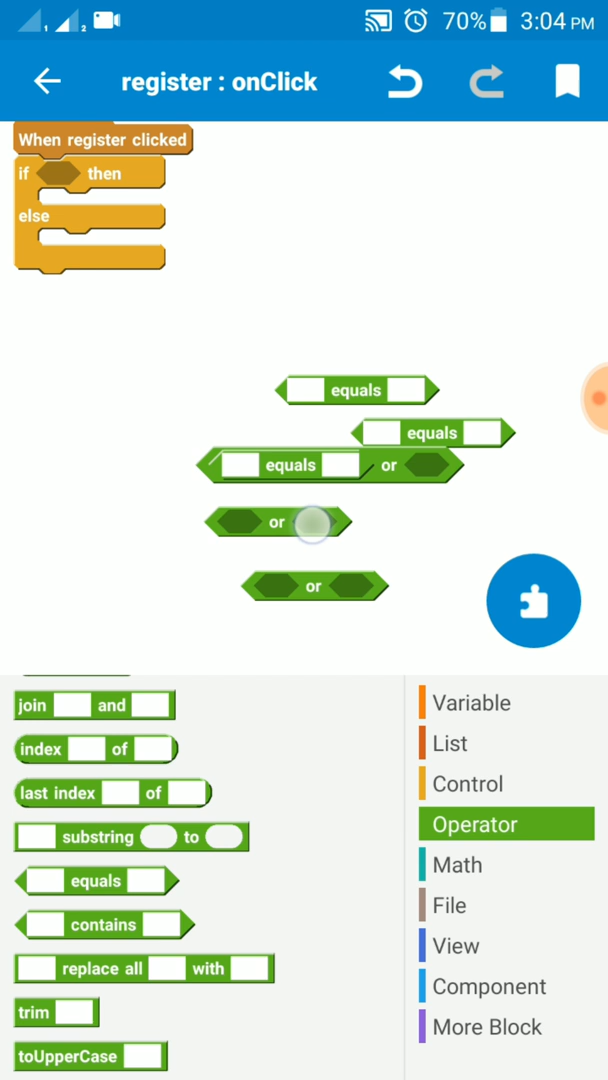 1 2 70% 3:04 PM
register : onClick
When register clicked
if then
else
equals
equals
equals or
or
or
join and
index of
last index of
substring to
equals
contains
replace all with
trim
toUpperCase
Variable
List
Control
Operator
Math
File
View
Component
More Block